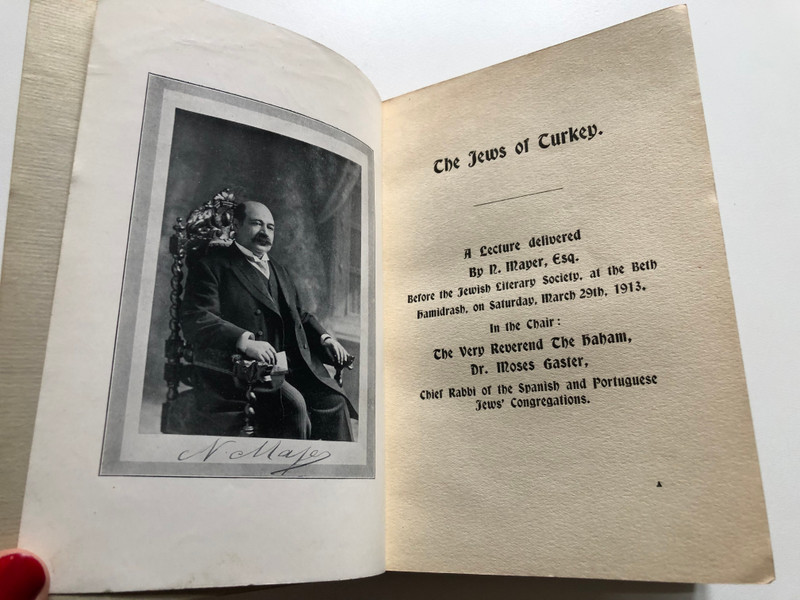 N. Mayer
The Jews of Turkey.
A Lecture delivered
By N. Mayer, Esq.
Before the Jewish Literary Society, at the Beth
Hamidrash, on Saturday, March 29th, 1913.
In the Chair:
The Very Reverend The Haham,
Dr. Moses Gaster,
Chief Rabbi of the Spanish and Portuguese
Jews' Congregations.
A